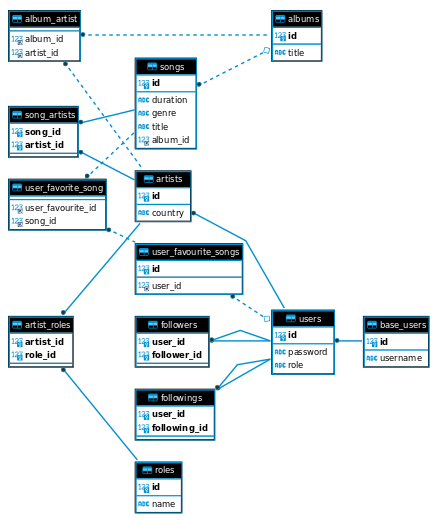 album_artist
album_id
artist_id
albums
id
title
songs
id
duration
genre
title
album_id
song_artists
song_id
artist_id
artists
id
country
user_favorite_song
user_favourite_id
song_id
user_favourite_songs
id
user_id
artist_roles
artist_id
role_id
followers
user_id
follower_id
users
id
password
role
base_users
id
username
followings
user_id
following_id
roles
id
name